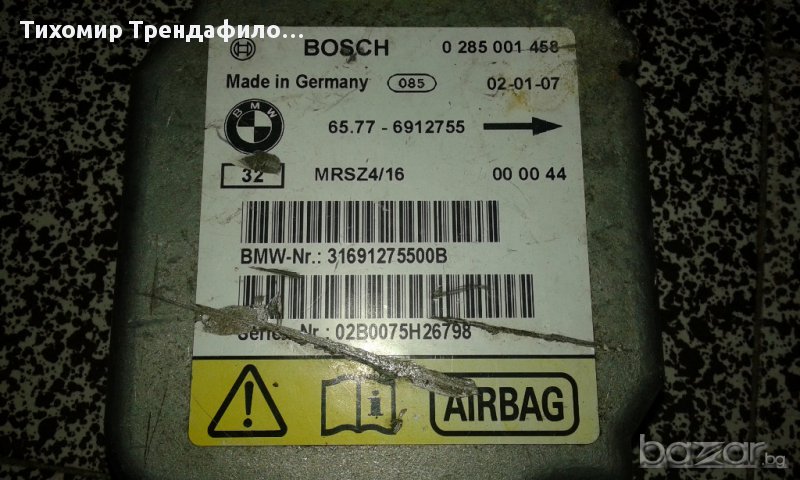 Тихомир Трендафило...
BOSCH 0 285 001 458
Made in Germany 085 02-01-07
BMW 65.77 - 6912755
32 MRSZ4/16 00 00 44
BMW-Nr.: 31691275500B
Serien-Nr.: 02B0075H26798
AIRBAG
bazar.bg